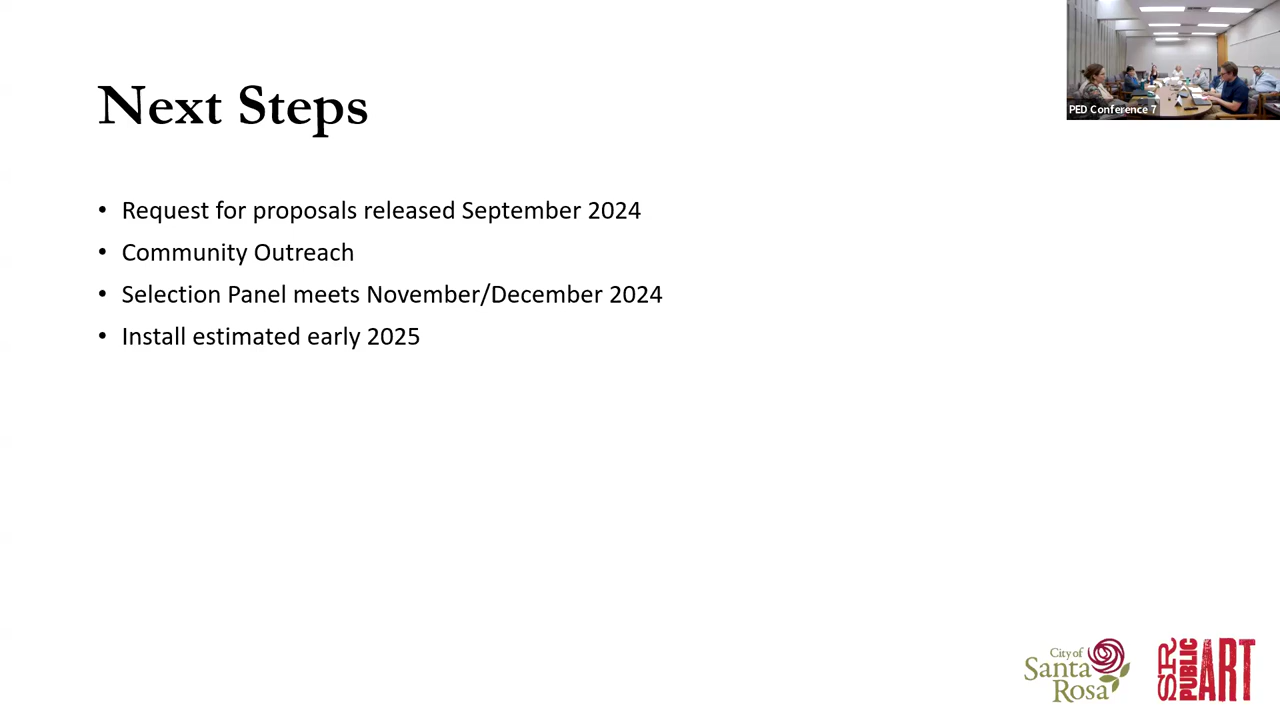 Next Steps
PED Conference 7
• Request for proposals released September 2024
• Community Outreach
• Selection Panel meets November/December 2024
• Install estimated early 2025
City of
Santa
Rosa
SR
PUBLIC
ART